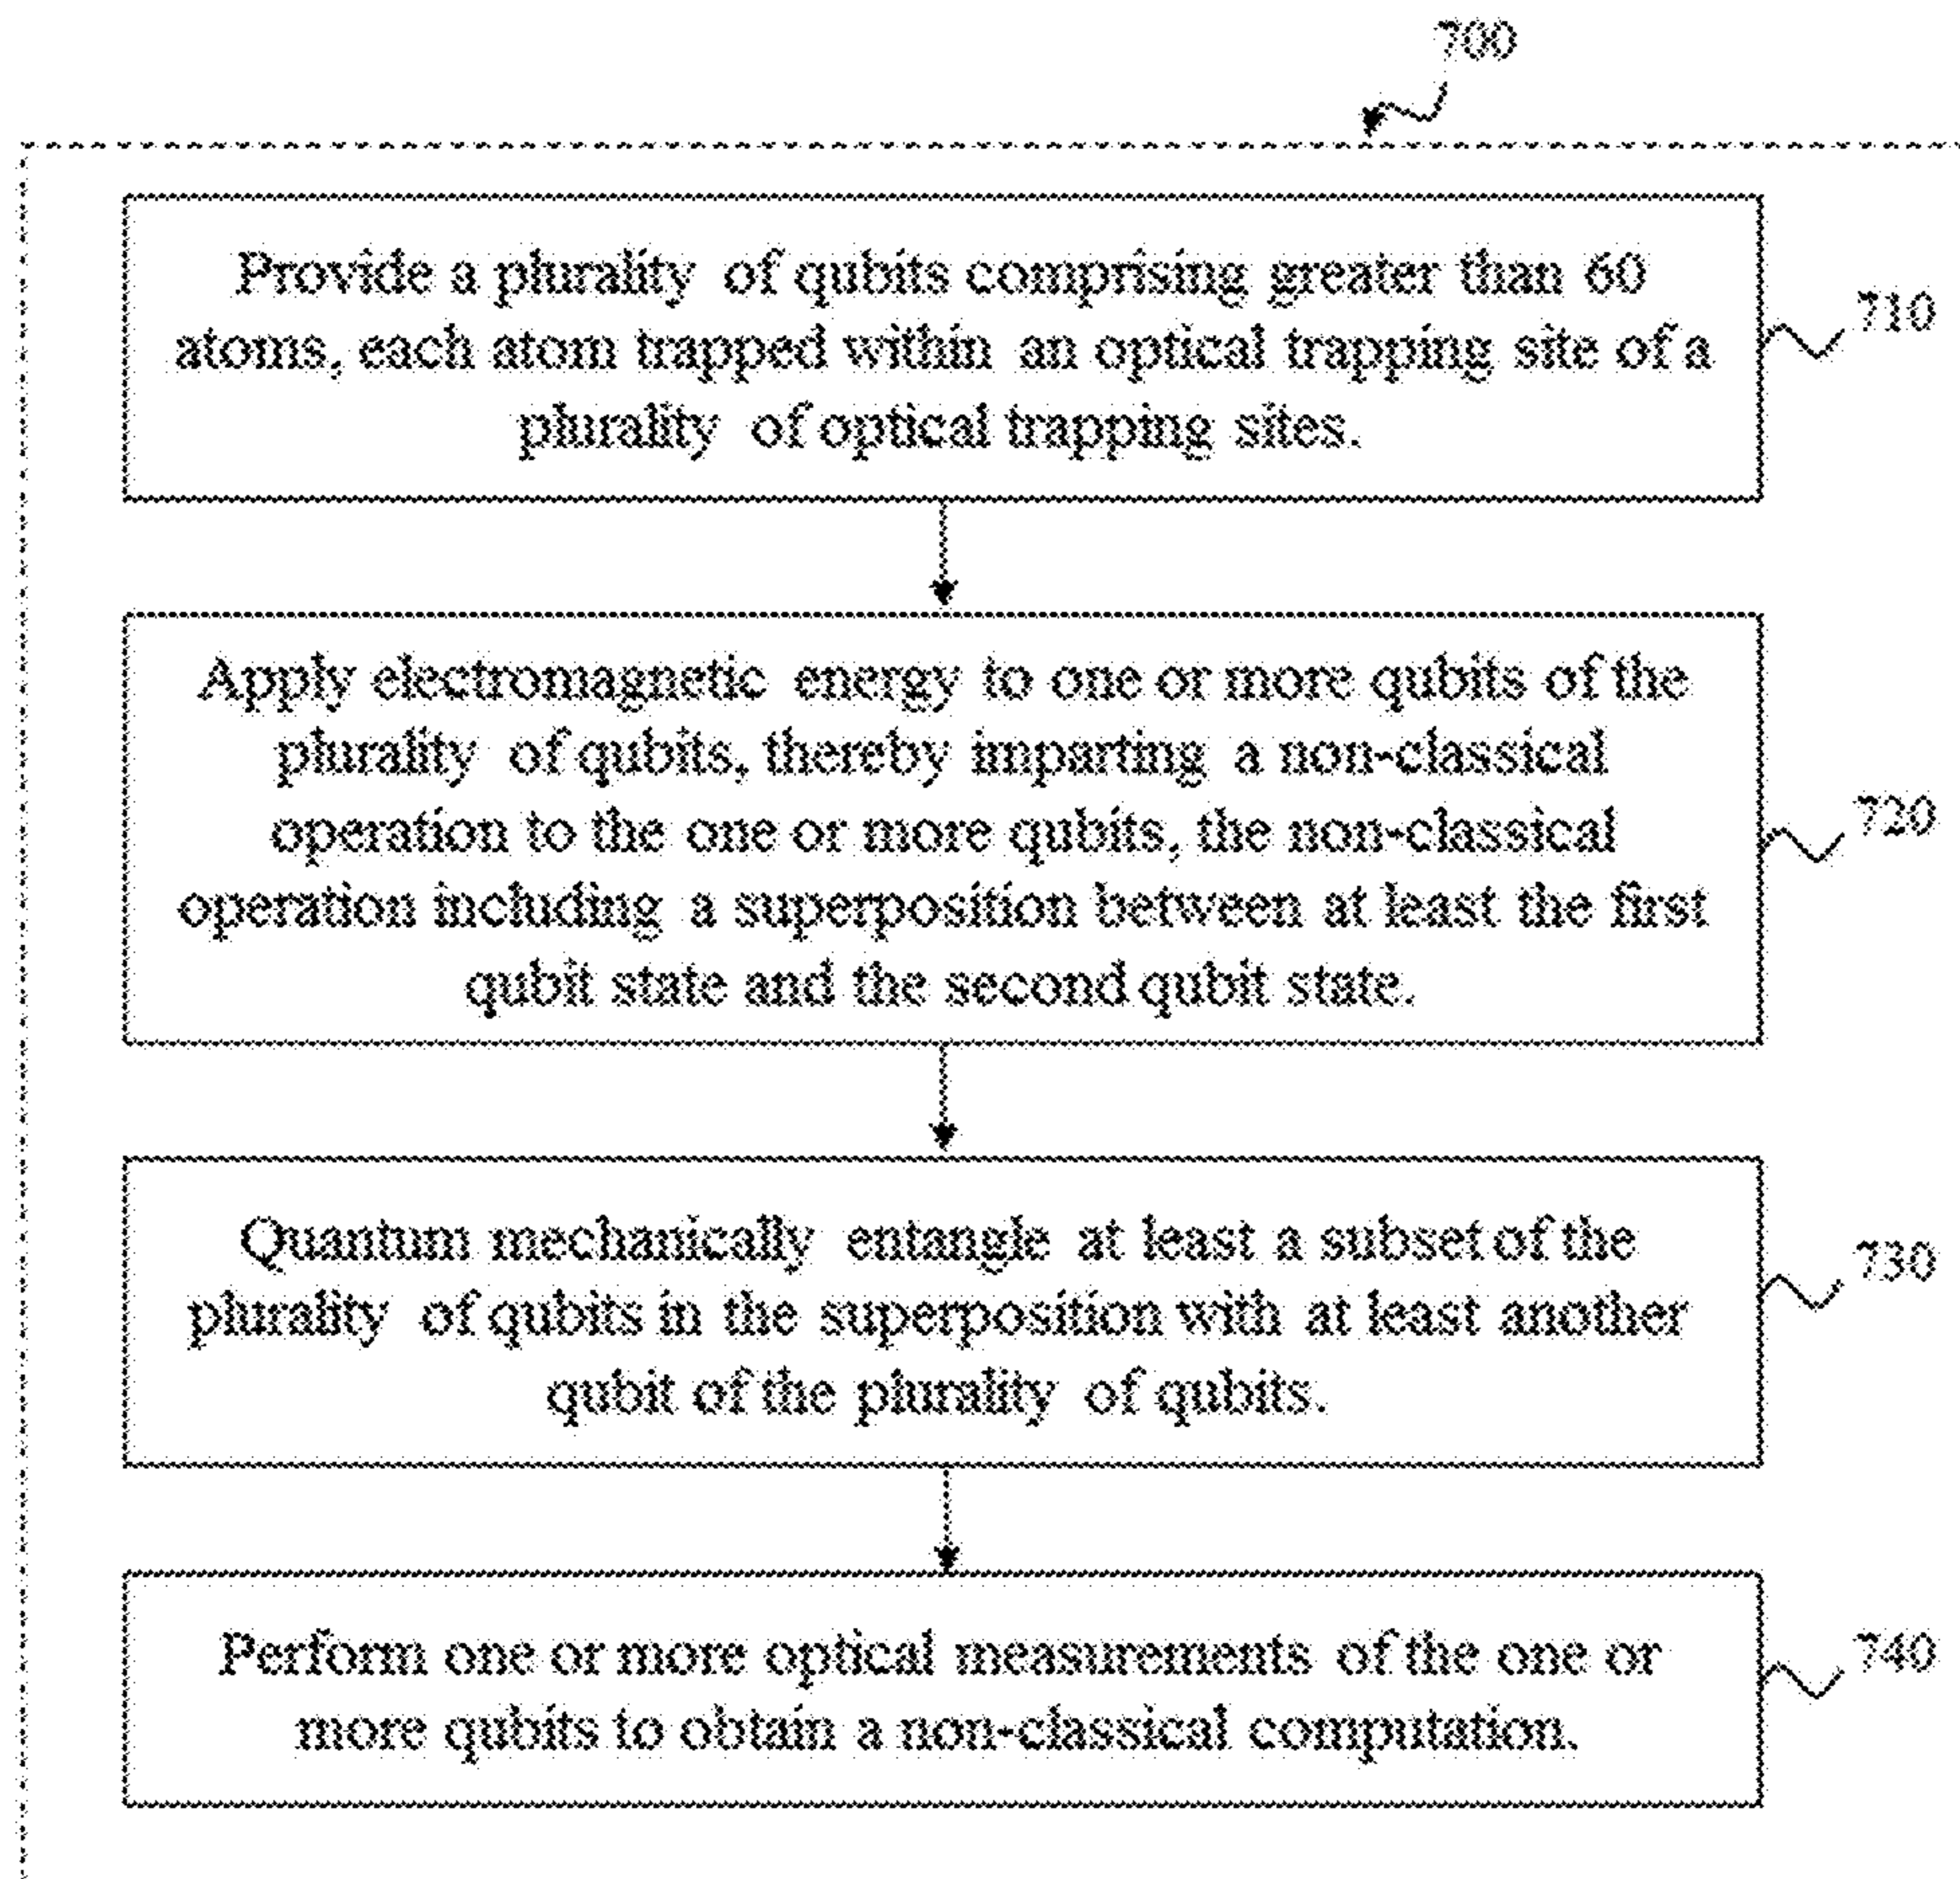 700
Provide a plurality of qubits comprising greater than 60
atoms, each atom trapped within an optical trapping site of a
plurality of optical trapping sites.
710
Apply electromagnetic energy to one or more qubits of the
plurality of qubits, thereby imparting a non-classical
operation to the one or more qubits, the non-classical
operation including a superposition between at least the first
qubit state and the second qubit state.
720
Quantum mechanically entangle at least a subset of the
plurality of qubits in the superposition with at least another
qubit of the plurality of qubits.
730
Perform one or more optical measurements of the one or
more qubits to obtain a non-classical computation.
740